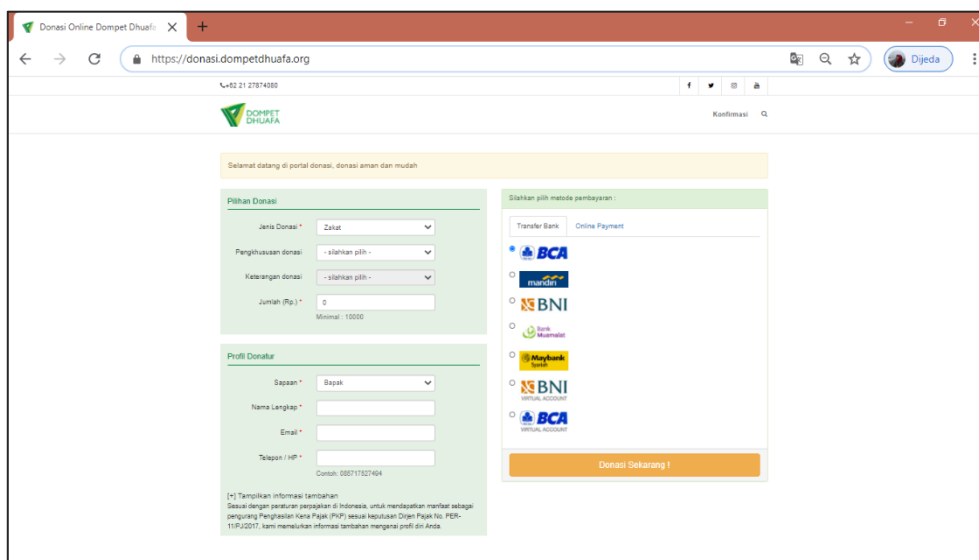 Donasi Online Dompet Dhuafa
https://donasi.dompetdhuafa.org
Dijeda
+62 21 27874080
DOMPET
DHUAFA
Konfirmasi
Selamat datang di portal donasi, donasi aman dan mudah
Pilihan Donasi
Jenis Donasi *
Zakat
Pengkhususan donasi
- silahkan pilih -
Keterangan donasi
- silahkan pilih -
Jumlah (Rp.) *
0
Minimal : 10000
Profil Donatur
Sapaan *
Bapak
Nama Lengkap *
Email *
Telepon / HP *
Contoh: 085717527494
[+] Tampilkan informasi tambahan
Sesuai dengan peraturan perpajakan di Indonesia, untuk mendapatkan manfaat sebagai
pengurang Penghasilan Kena Pajak (PKP) sesuai keputusan Dirjen Pajak No. PER-
11/PJ/2017, kami memerlukan informasi tambahan mengenai profil diri Anda.
Silahkan pilih metode pembayaran :
Transfer Bank
Online Payment
BCA
mandiri
BNI
Bank
Muamalat
Maybank
Syariah
BNI
VIRTUAL ACCOUNT
BCA
VIRTUAL ACCOUNT
Donasi Sekarang !